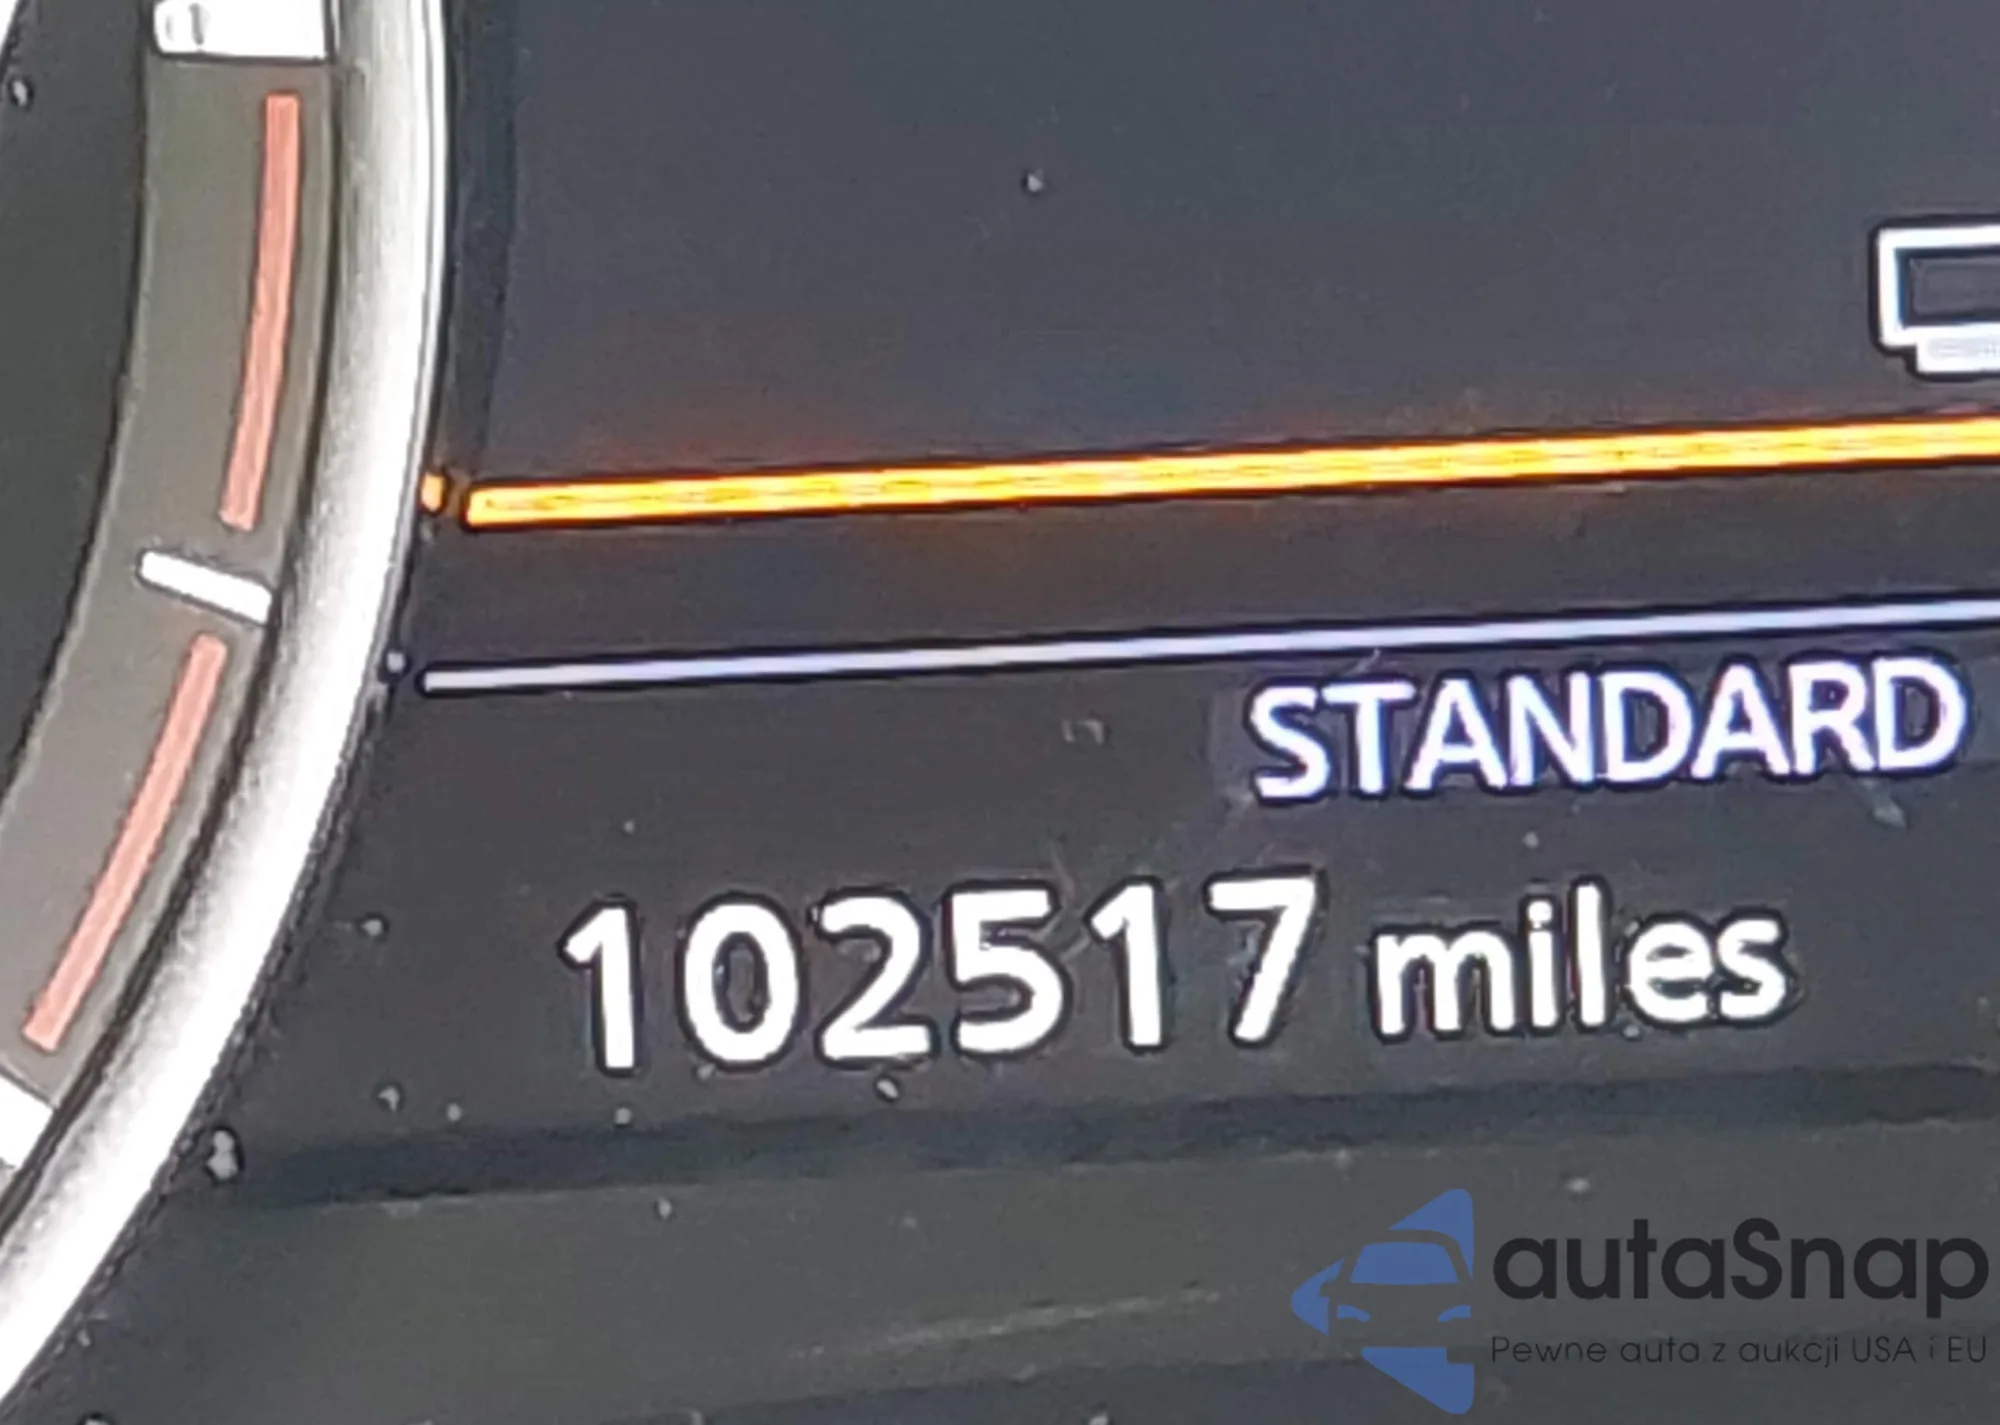 STANDARD
102517 miles
autaSnap
Pewne auta z aukcji USA i EU